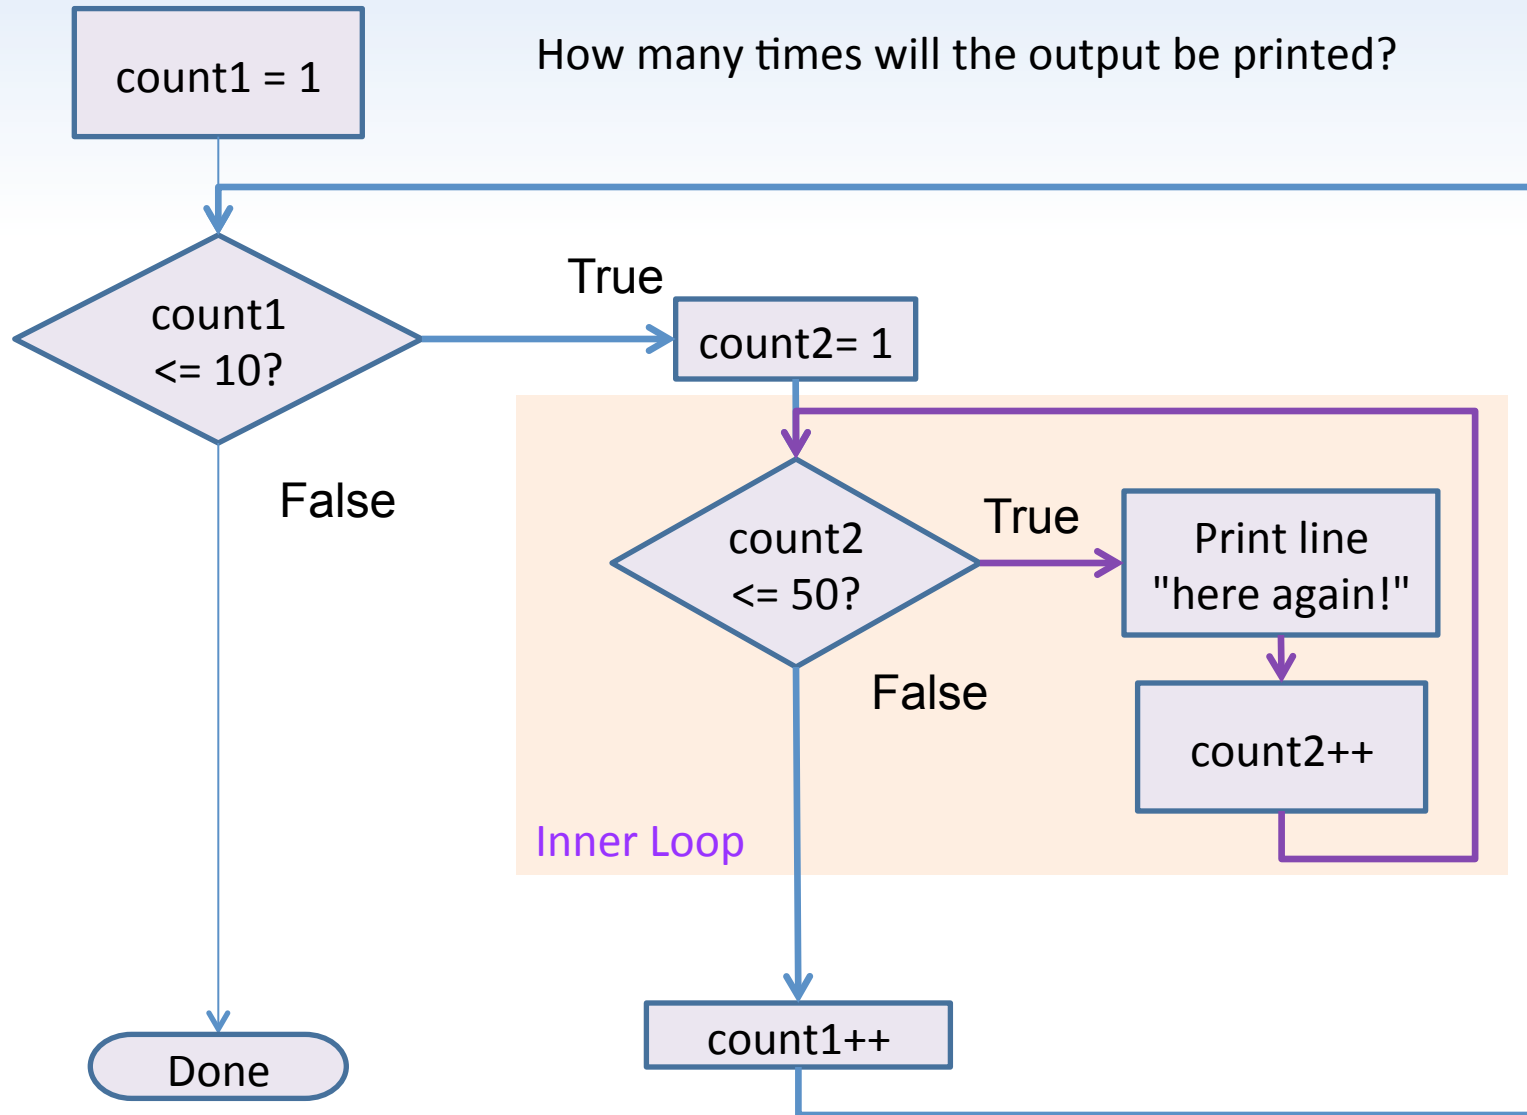 How many times will the output be printed?
count1 = 1
count1
<= 10?
True
count2= 1
False
count2
<= 50?
True
Print line
"here again!"
False
count2++
Inner Loop
count1++
Done